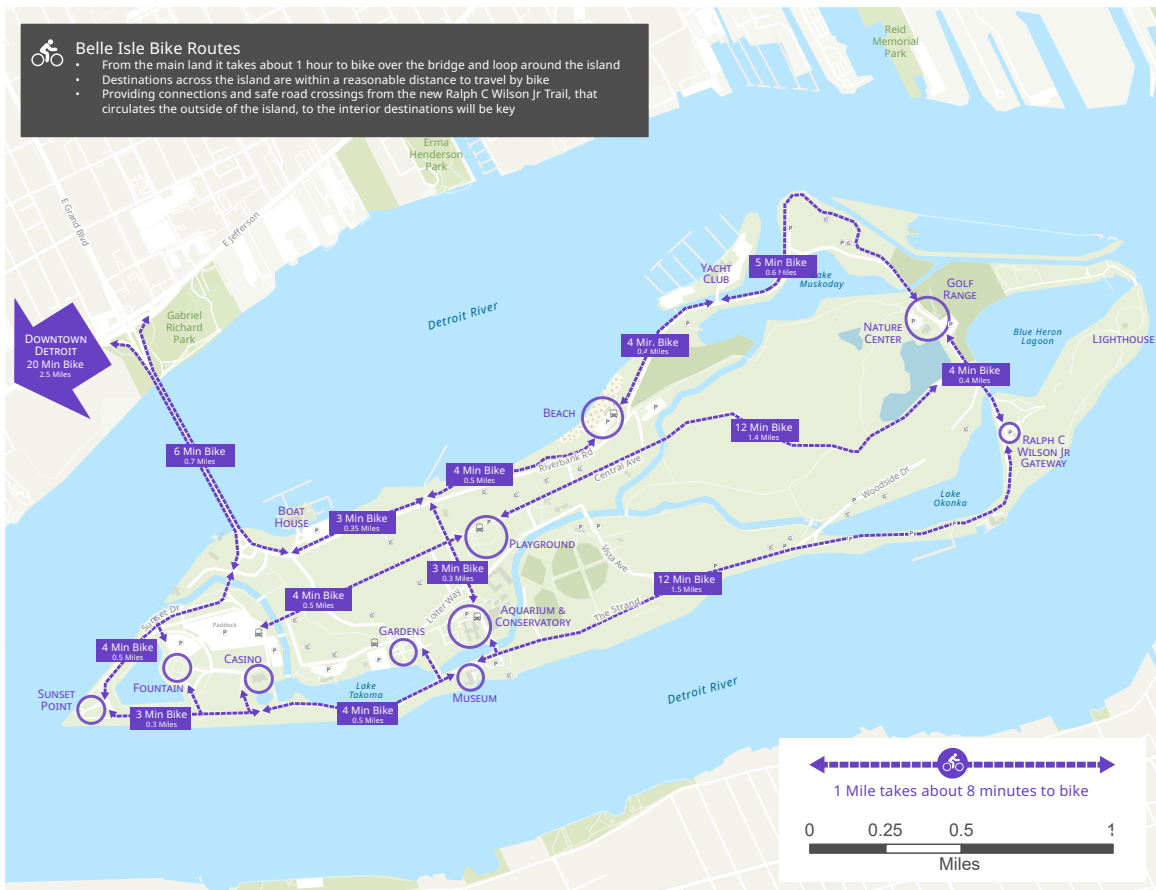 Belle Isle Bike Routes
• From the main land it takes about 1 hour to bike over the bridge and loop around the island
• Destinations across the island are within a reasonable distance to travel by bike
• Providing connections and safe road crossings from the new Ralph C Wilson Jr Trail, that
circulates the outside of the island, to the interior destinations will be key
Reid
Memorial
Park
Erma
Henderson
Park
E Grand Blvd
E Jefferson
Gabriel
Richard
Park
Downtown
Detroit
20 Min Bike
2.5 Miles
Detroit River
Yacht
Club
5 Min Bike
0.6 Miles
Lake
Muskoday
Golf
Range
Nature
Center
Blue Heron
Lagoon
Lighthouse
4 Min Bike
0.4 Miles
4 Min Bike
0.4 Miles
Beach
12 Min Bike
1.4 Miles
Ralph C
Wilson Jr
Gateway
6 Min Bike
0.7 Miles
4 Min Bike
0.5 Miles
Riverbank Rd
Central Ave
Woodside Dr
Lake
Okonka
Boat
House
3 Min Bike
0.35 Miles
Playground
Vista Ave
3 Min Bike
0.3 Miles
12 Min Bike
1.5 Miles
4 Min Bike
0.5 Miles
Loiter Way
The Strand
Aquarium &
Conservatory
Sunset Dr
Paddock
Gardens
4 Min Bike
0.5 Miles
Casino
Fountain
Lake
Tokoma
Museum
Sunset
Point
3 Min Bike
0.3 Miles
4 Min Bike
0.5 Miles
Detroit River
1 Mile takes about 8 minutes to bike
0 0.25 0.5 1
Miles